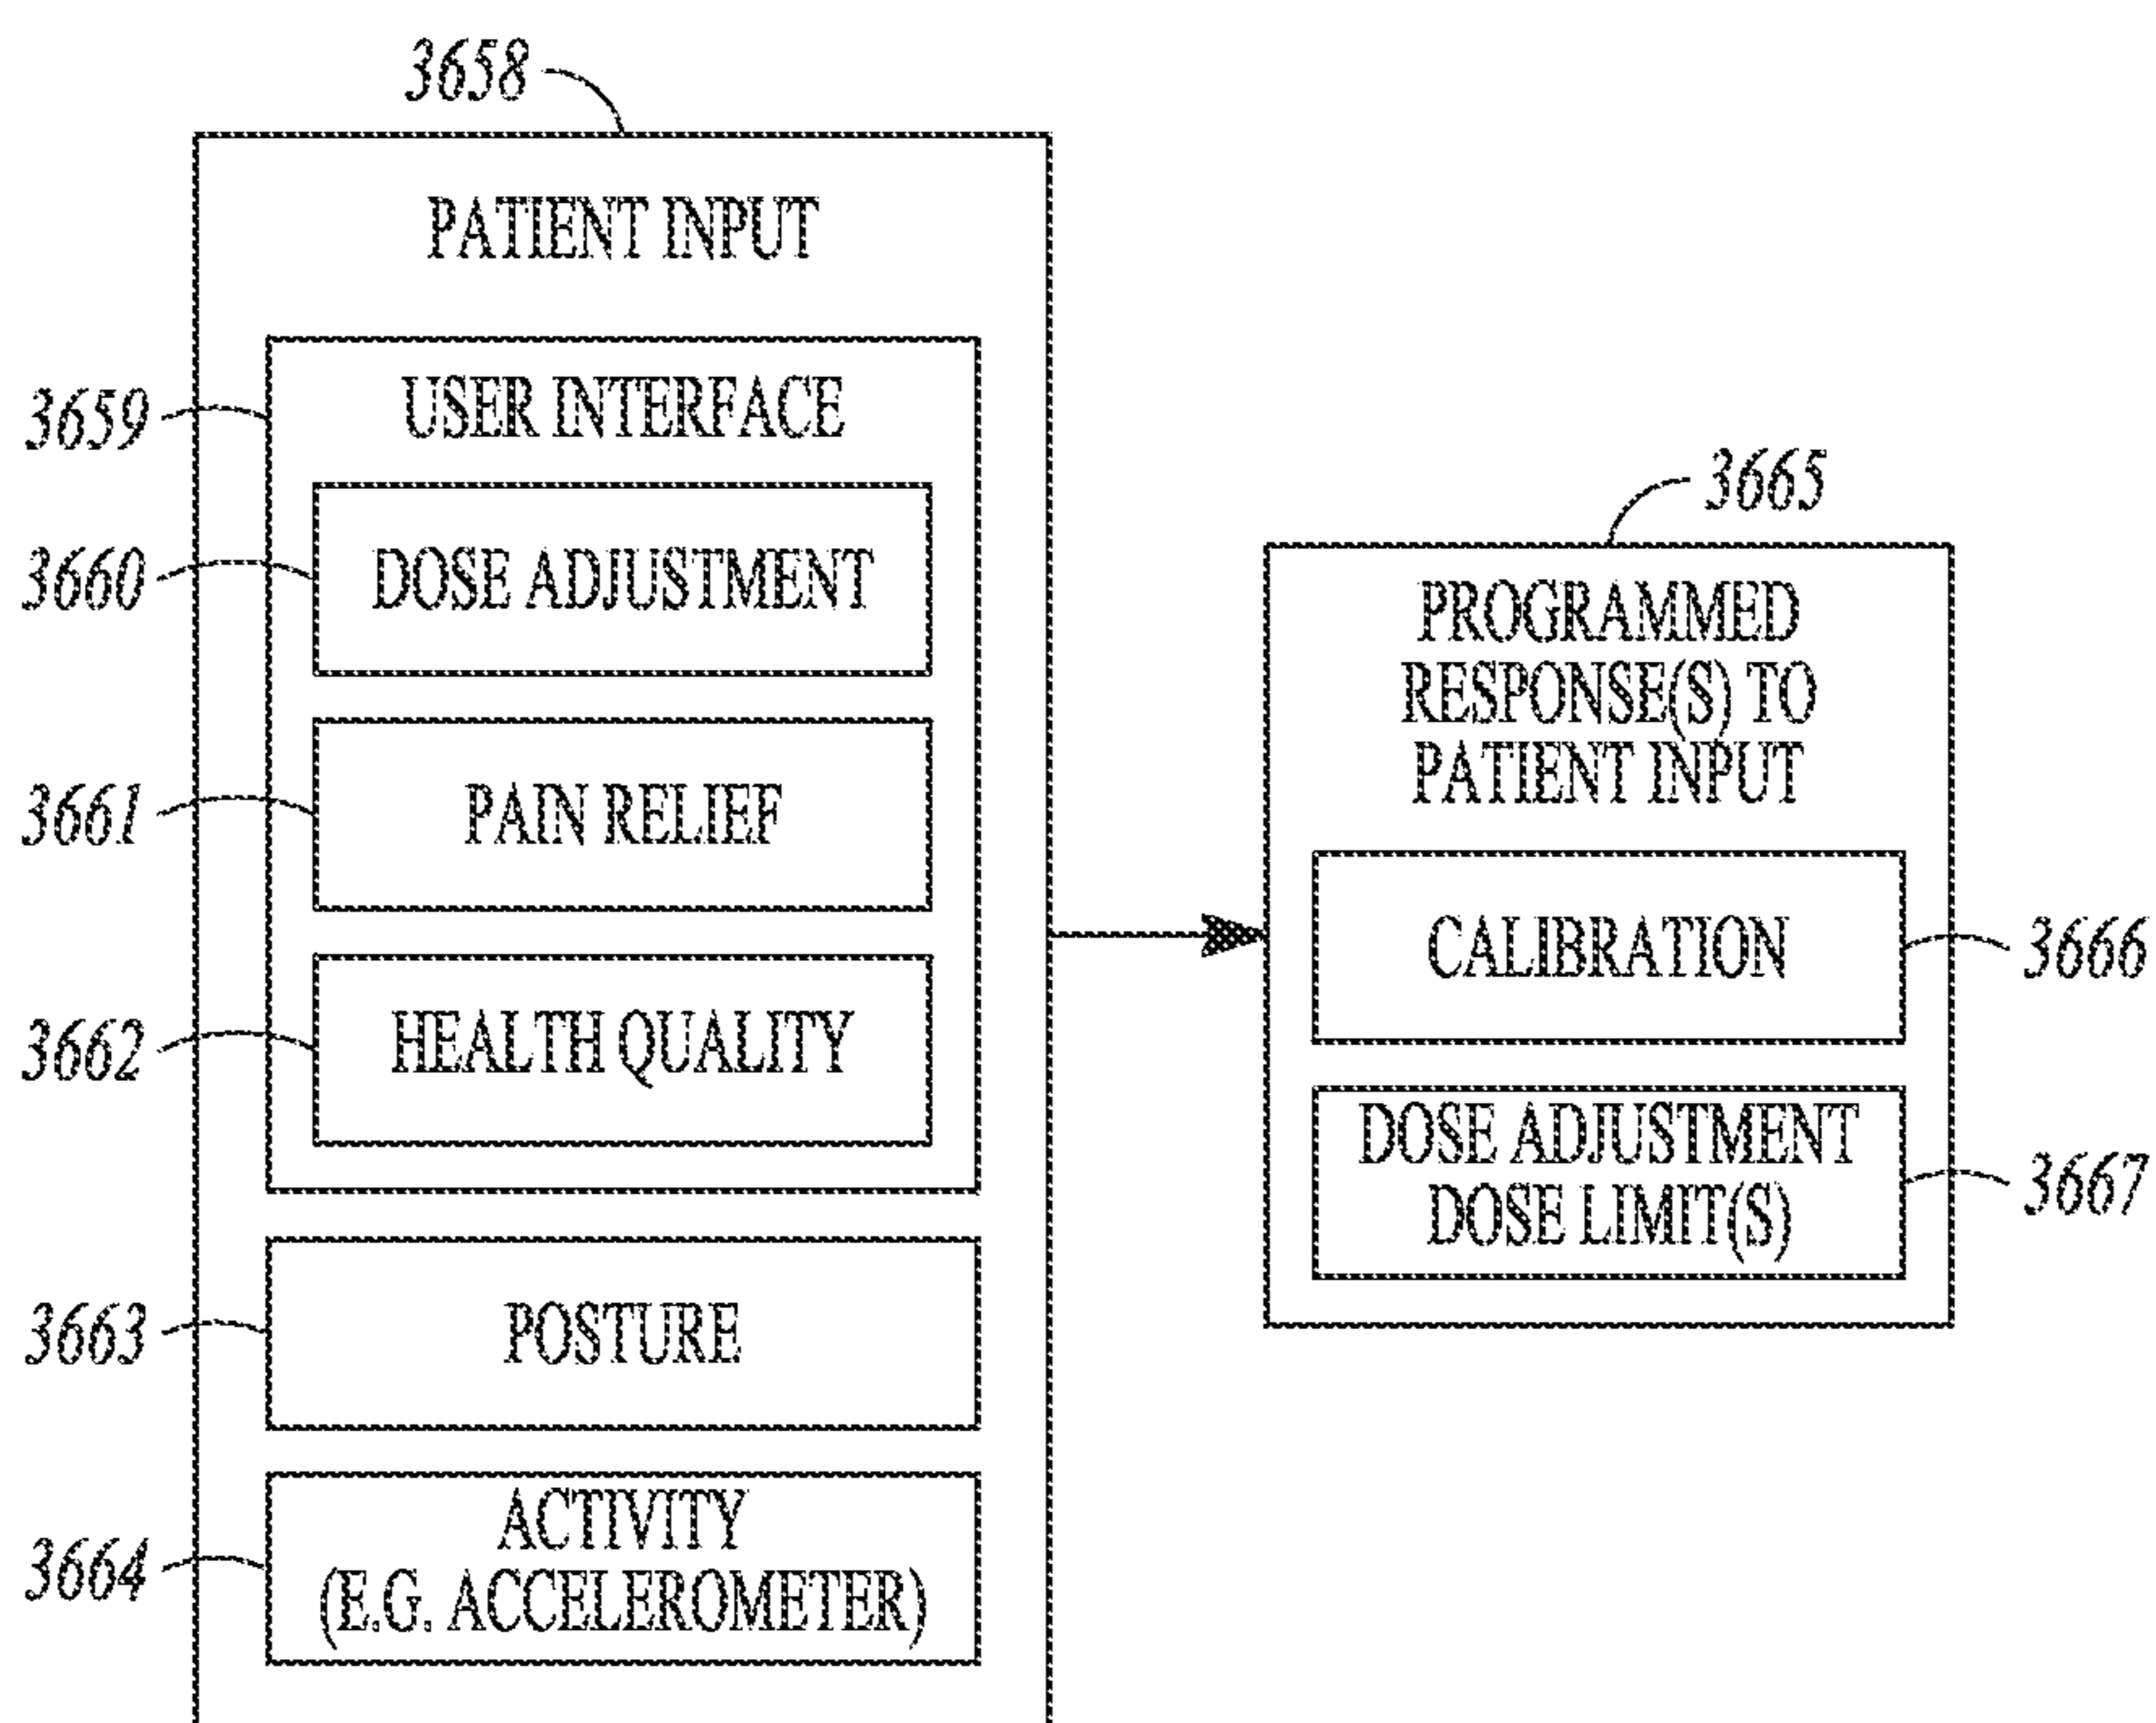 3658
PATIENT INPUT
3659
USER INTERFACE
3660
DOSE ADJUSTMENT
3661
PAIN RELIEF
3662
HEALTH QUALITY
3663
POSTURE
3664
ACTIVITY
(E.G. ACCELEROMETER)
3665
PROGRAMMED
RESPONSE(S) TO
PATIENT INPUT
CALIBRATION
3666
DOSE ADJUSTMENT
DOSE LIMIT(S)
3667